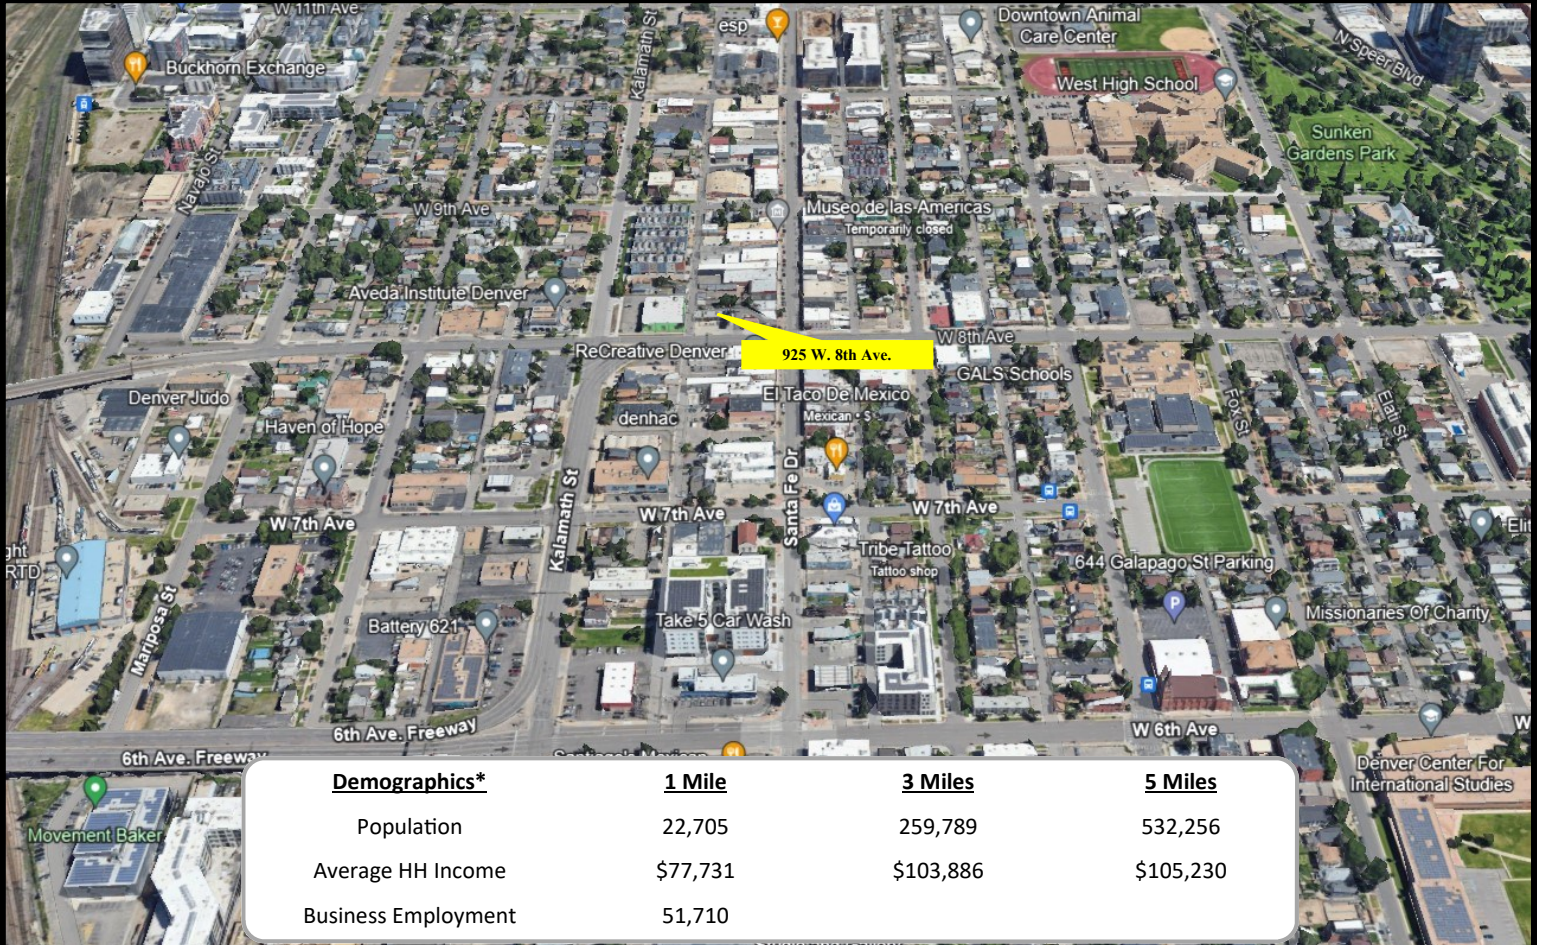 W 11th Ave
esp
Downtown Animal
Care Center
Kalamath St
N Speer Blvd
Buckhorn Exchange
West High School
Sunken
Gardens Park
Navajo St
W 9th Ave
Museo de las Americas
Temporarily closed
Aveda Institute Denver
W 8th Ave
ReCreative Denver
925 W. 8th Ave.
GALS Schools
Denver Judo
El Taco De Mexico
Mexican • $
Fox St
Elati St
Haven of Hope
denhac
Kalamath St
Santa Fe Dr
W 7th Ave
W 7th Ave
W 7th Ave
Elit
ght
RTD
Tribe Tattoo
Tattoo shop
644 Galapago St Parking
P
Mariposa St
Battery 621
Take 5 Car Wash
Missionaries Of Charity
6th Ave. Freeway
W 6th Ave
W
6th Ave. Freeway
Denver Center For
International Studies
Movement Baker
Demographics* 1 Mile 3 Miles 5 Miles
Population 22,705 259,789 532,256
Average HH Income $77,731 $103,886 $105,230
Business Employment 51,710